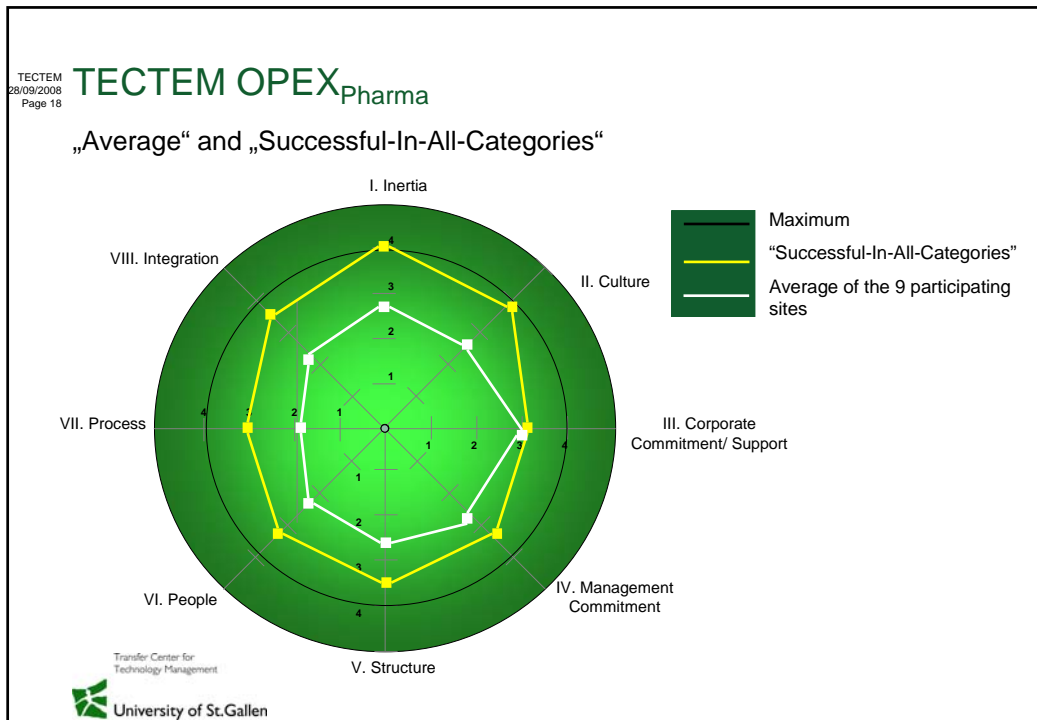 TECTEM
28/09/2008
Page 18
TECTEM OPEX Pharma
„Average“ and „Successful-In-All-Categories“
I. Inertia
VIII. Integration
II. Culture
VII. Process
III. Corporate
Commitment/ Support
VI. People
IV. Management
Commitment
V. Structure
4
3
2
1
4
3
2
1
1
2
3
4
1
2
3
4
Maximum
“Successful-In-All-Categories”
Average of the 9 participating
sites
Transfer Center for
Technology Management
University of St.Gallen